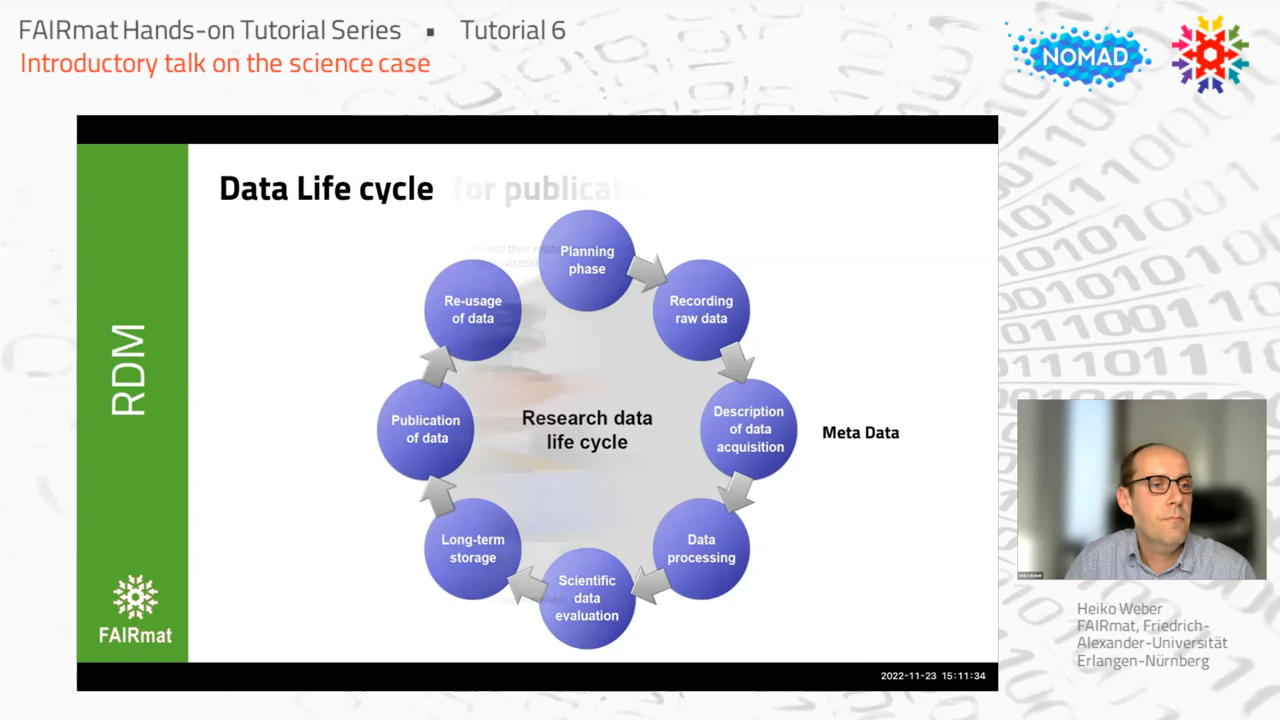 FAIRmat Hands-on Tutorial Series ▪ Tutorial 6
Introductory talk on the science case
NOMAD
Data Life cycle for publicat
RDM
FAIRmat
Planning
phase
Recording
raw data
Description
of data
acquisition
Meta Data
Data
processing
Scientific
data
evaluation
Long-term
storage
Publication
of data
Re-usage
of data
Research data
life cycle
2022-11-23 15:11:34
Heiko Weber
FAIRmat, Friedrich-
Alexander-Universität
Erlangen-Nürnberg